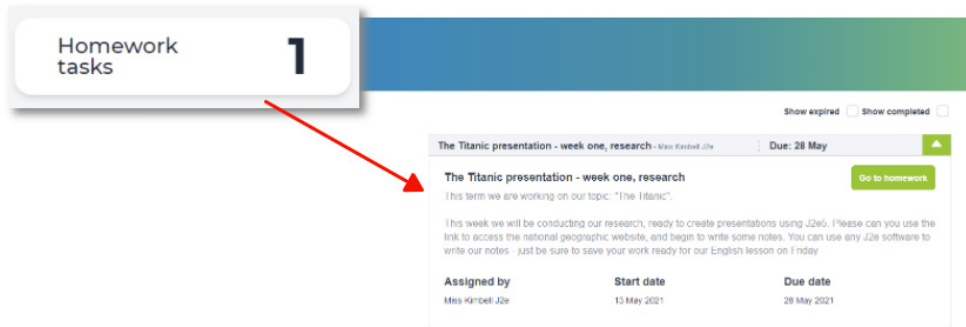 Homework
tasks
1
Show expired Show completed
The Titanic presentation - week one, research - Miss Kimbell J2e Due: 28 May
The Titanic presentation - week one, research
Go to homework
This term we are working on our topic: "The Titanic".
This week we will be conducting our research, ready to create presentations using J2e5. Please can you use the
link to access the national geographic website, and begin to write some notes. You can use any J2e software to
write our notes - just be sure to save your work ready for our English lesson on Friday
Assigned by Start date Due date
Miss Kimbell J2e 13 May 2021 28 May 2021